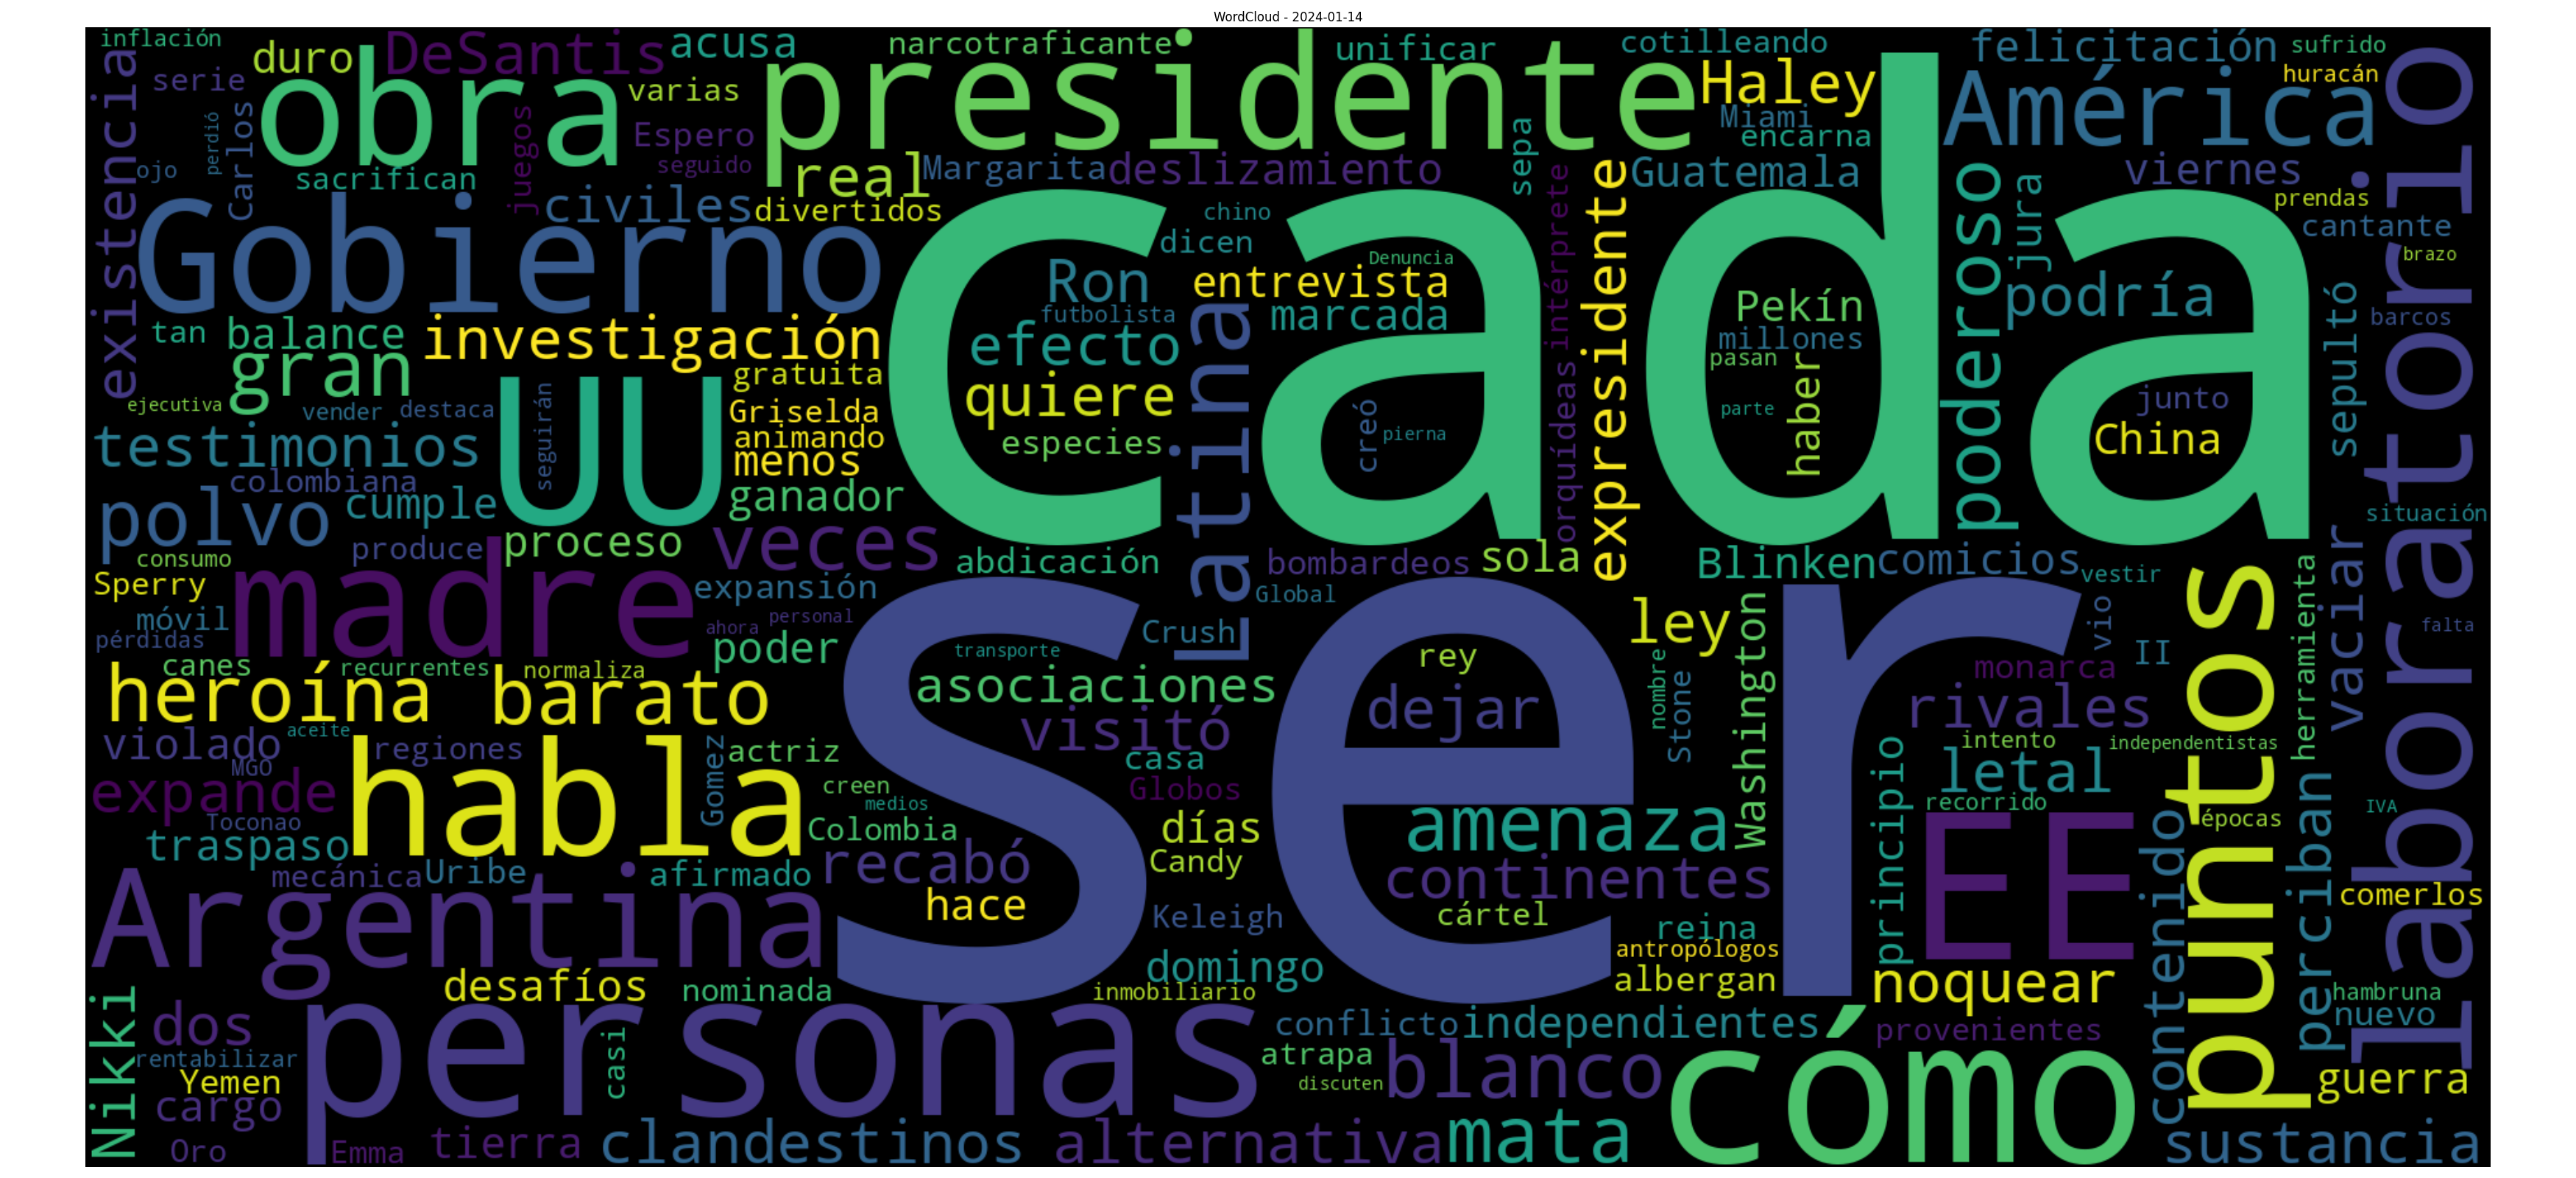 WordCloud - 2024-01-14
inflación
duro
DeSantis
acusa
narcotraficante
unificar
cotilleando
felicitación
sufrido
serie
obra
varias
presidente
Haley
América
huracán
existencia
perdió
Carlos
juegos
Espero
Miami
encarna
laboratorio
ojo
sacrifican
seguido
real
Margarita
deslizamiento
sepa
Guatemala
poderoso
jura
viernes
prendas
Gobierno
civiles
divertidos
cada
chino
dicen
intérprete
expresidente
cantante
brazo
Denuncia
Ron
entrevista
Pekín
podría
futbolista
marcada
millones
barcos
tan
balance
investigación
efecto
Latina
pasan
haber
sepultó
gran
gratuita
quiere
orquídeas
parte
junto
ejecutiva
vender
destaca
UU
seguirán
Griselda
animando
menos
especies
creó
pierna
China
testimonios
colombiana
ganador
polvo
cumple
veces
situación
consumo
produce
proceso
abdicación
bombardeos
sola
Blinken
comicios
vestir
puntos
herramienta
vaciar
Sperry
madre
expansión
Global
móvil
personal
ahora
Crush
ley
Washington
vio
falta
pérdidas
poder
ser
transporte
rey
nombre
Stone
II
canes
recurrentes
normaliza
monarca
heroína
barato
asociaciones
dejar
rivales
violado
aceite
regiones
Gomez
actriz
visitó
casa
principio
intento
independentistas
MGO
expande
habla
creen
medios
Globos
letal
recorrido
EE
contenido
perciban
IVA
Toconao
Colombia
días
amenaza
épocas
traspaso
mecánica
Uribe
afirmado
recabó
Candy
continentes
comerlos
Argentina
hace
Keleigh
cártel
reina
antropólogos
desafíos
nominada
inmobiliario
domingo
albergan
noquear
hambruna
nuevo
Nikki
dos
personas
casi
conflicto
independientes
provenientes
rentabilizar
Yemen
atrapa
discuten
blanco
cómo
guerra
cargo
Oro
Emma
tierra
clandestinos
alternativa
mata
sustancia